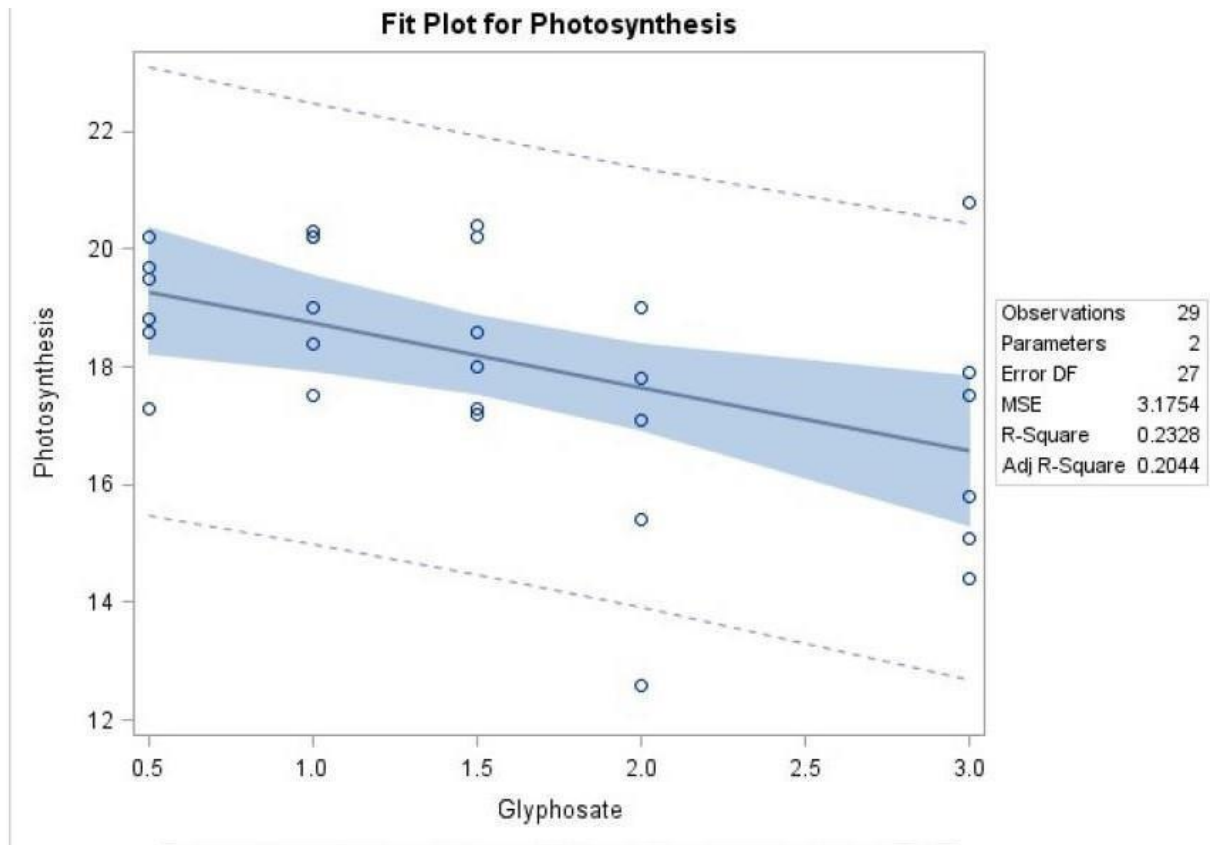 Fit Plot for Photosynthesis
22
20
18
16
14
12
Photosynthesis
0.5 1.0 1.5 2.0 2.5 3.0
Glyphosate
Observations 29
Parameters 2
Error DF 27
MSE 3.1754
R-Square 0.2328
Adj R-Square 0.2044